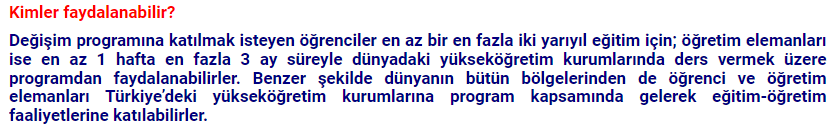 Kimler faydalanabilir?
Değişim programına katılmak isteyen öğrenciler en az bir en fazla iki yarıyıl eğitim için; öğretim elemanları
ise en az 1 hafta en fazla 3 ay süreyle dünyadaki yükseköğretim kurumlarında ders vermek üzere
programdan faydalanabilirler. Benzer şekilde dünyanın bütün bölgelerinden de öğrenci ve öğretim
elemanları Türkiye’deki yükseköğretim kurumlarına program kapsamında gelerek eğitim-öğretim
faaliyetlerine katılabilirler.